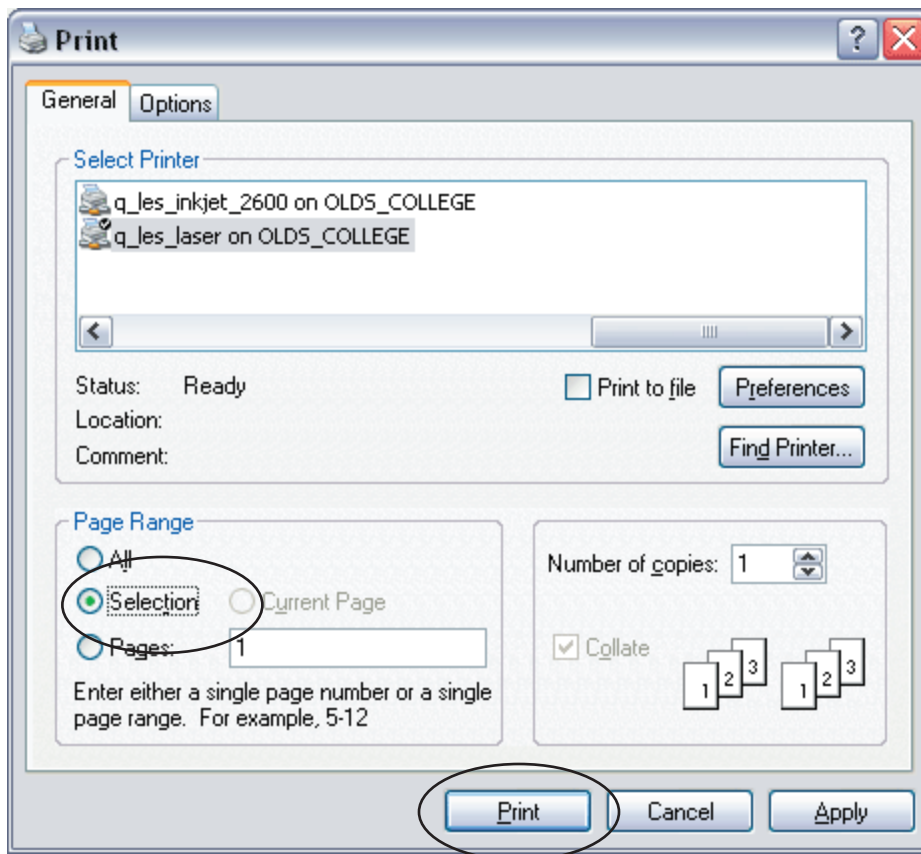 Print
General Options
Select Printer
q_les_inkjet_2600 on OLDS_COLLEGE
q_les_laser on OLDS_COLLEGE
Status: Ready
Print to file
Preferences
Location:
Comment:
Find Printer...
Page Range
All
Selection
Current Page
Pages: 1
Enter either a single page number or a single
page range. For example, 5-12
Number of copies: 1
Collate
1 2 3 1 2 3
Print Cancel Apply